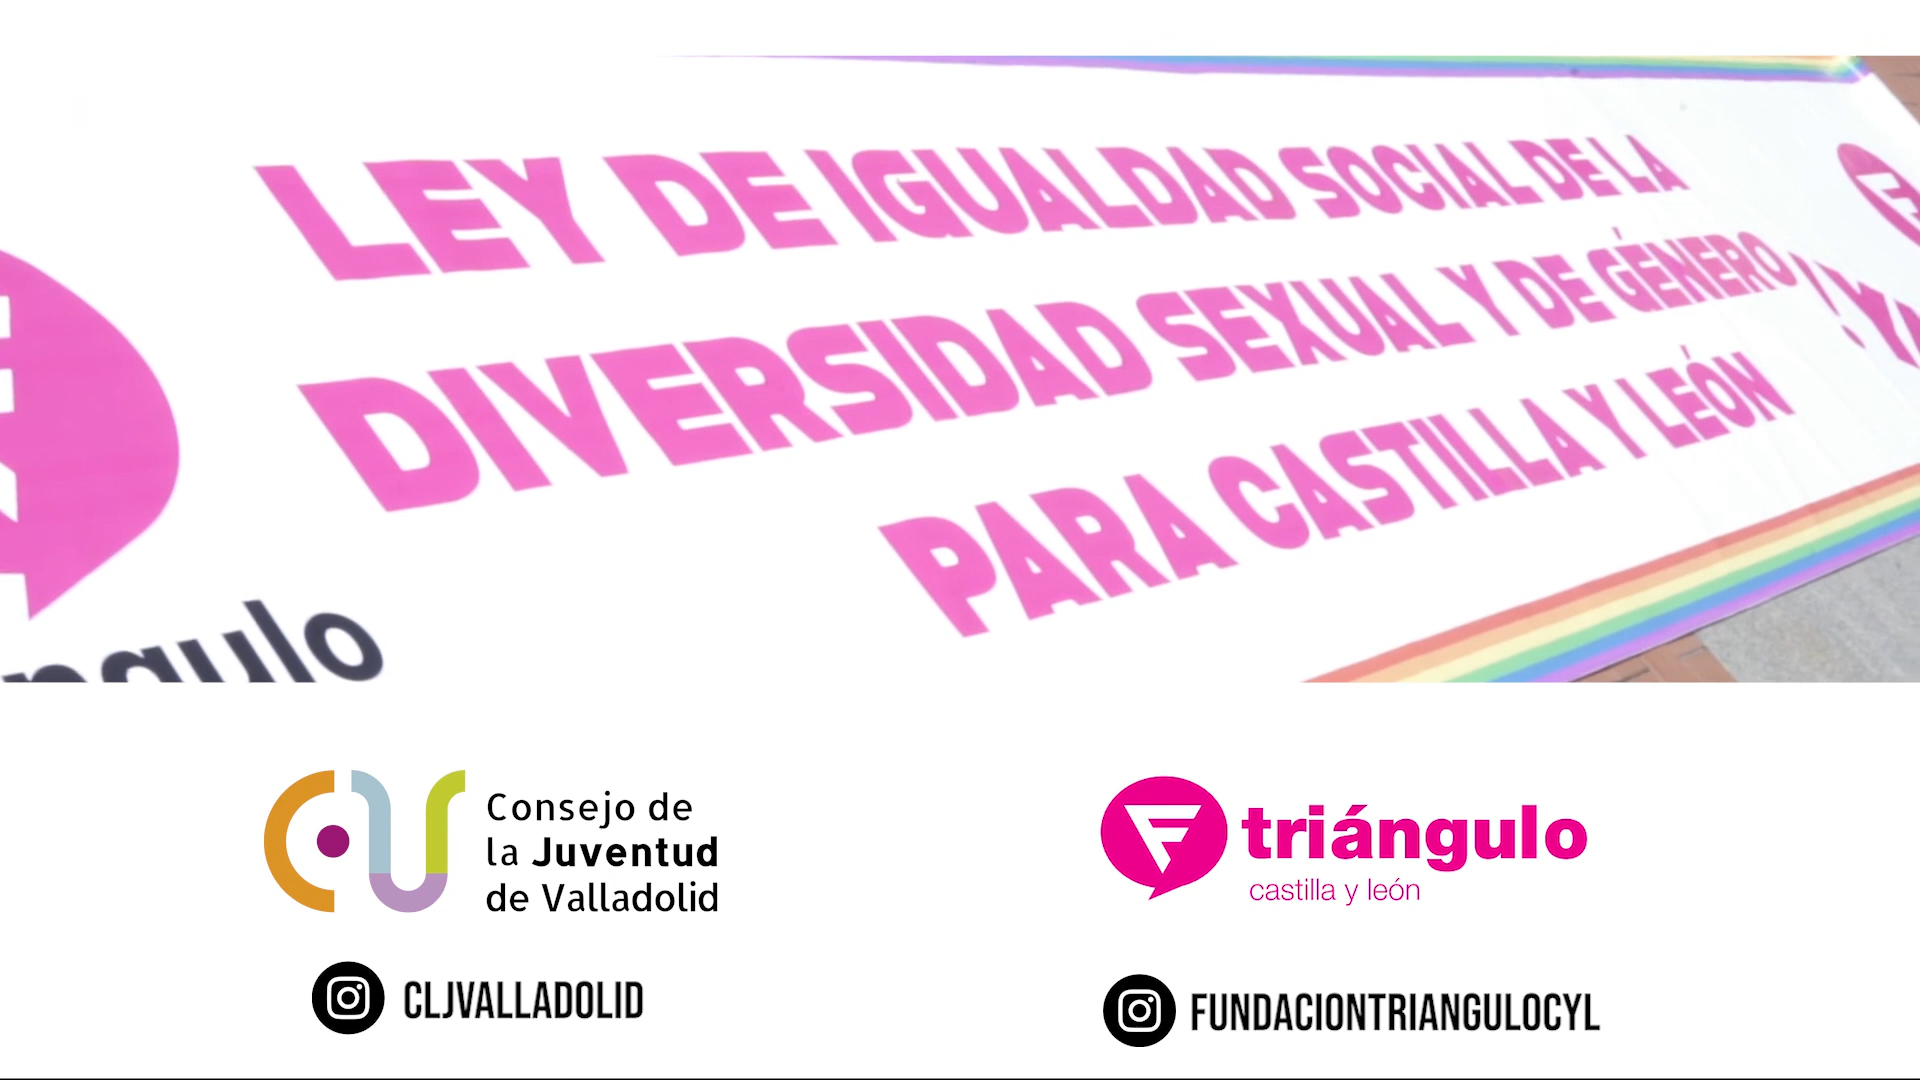 LEY DE IGUALDAD SOCIAL DE LA
DIVERSIDAD SEXUAL Y DE GÉNERO
PARA CASTILLA Y LEÓN
Consejo de
la Juventud
de Valladolid
triángulo
castilla y león
CLJVALLADOLID
FUNDACIONTRIANGULOCYL